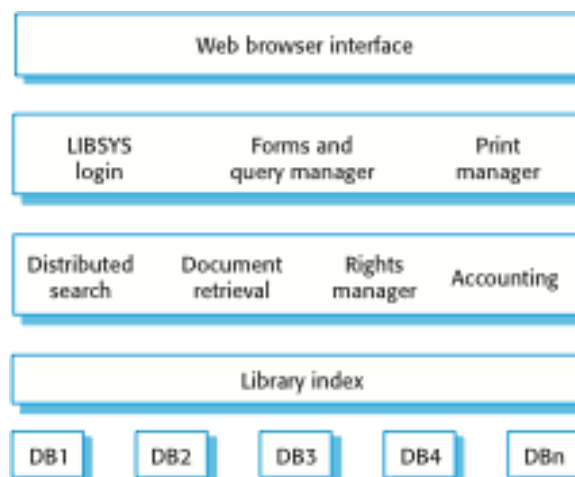 Web browser interface
LIBSYS login
Forms and query manager
Print manager
Distributed search
Document retrieval
Rights manager
Accounting
Library index
DB1 DB2 DB3 DB4 DBn